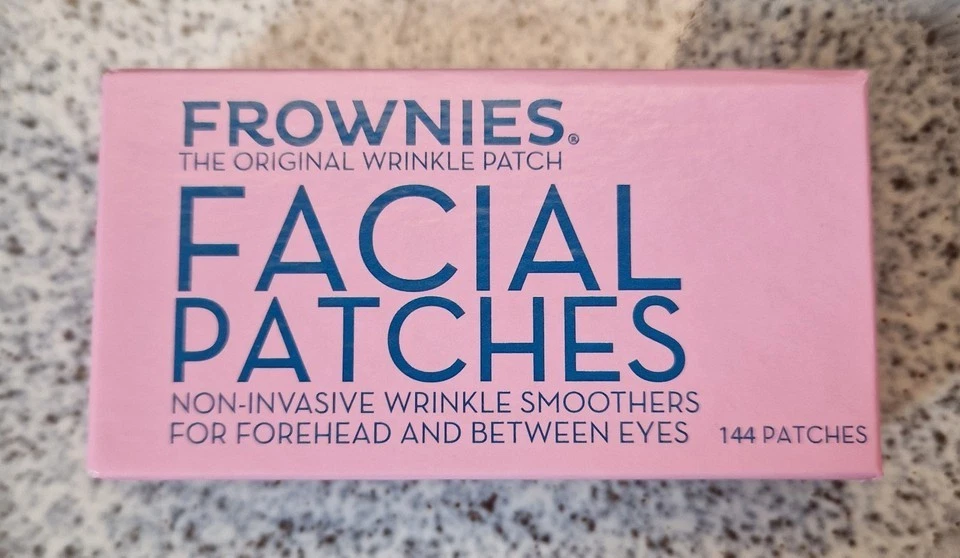 FROWNIES®
THE ORIGINAL WRINKLE PATCH
FACIAL
PATCHES
NON-INVASIVE WRINKLE SMOOTHERS
FOR FOREHEAD AND BETWEEN EYES 144 PATCHES